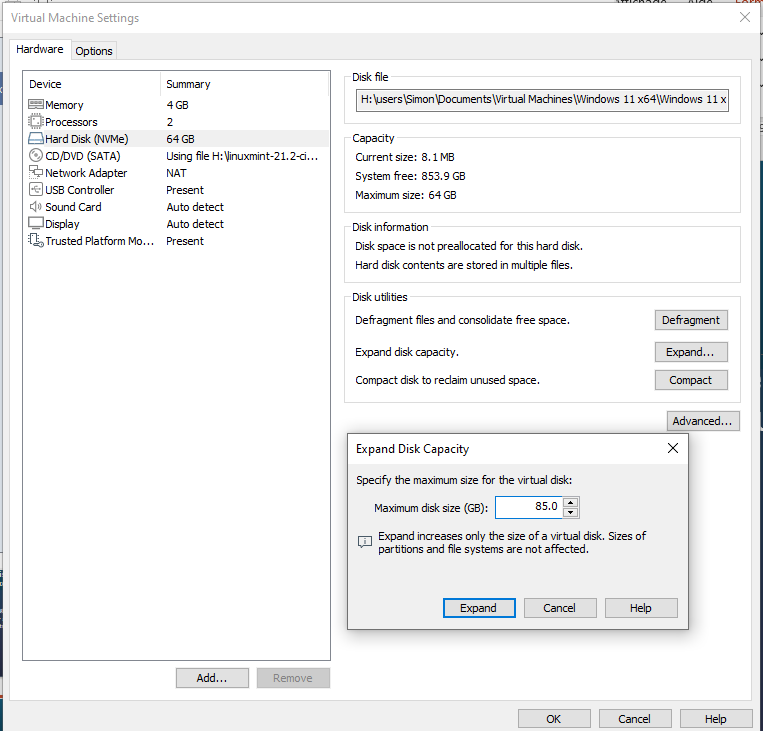 Virtual Machine Settings
Hardware
Options
Device
Summary
Memory
4 GB
Processors
2
Hard Disk (NVMe)
64 GB
CD/DVD (SATA)
Using file H:\linuxmint-21.2-ci...
Network Adapter
NAT
USB Controller
Present
Sound Card
Auto detect
Display
Auto detect
Trusted Platform Mo...
Present
Add...
Remove
Disk file
H:\users\Simon\Documents\Virtual Machines\Windows 11 x64\Windows 11 x
Capacity
Current size: 8.1 MB
System free: 853.9 GB
Maximum size: 64 GB
Disk information
Disk space is not preallocated for this hard disk.
Hard disk contents are stored in multiple files.
Disk utilities
Defragment files and consolidate free space.
Defragment
Expand disk capacity.
Expand...
Compact disk to reclaim unused space.
Compact
Advanced...
Expand Disk Capacity
Specify the maximum size for the virtual disk:
Maximum disk size (GB):
85.0
Expand increases only the size of a virtual disk. Sizes of
partitions and file systems are not affected.
Expand
Cancel
Help
OK
Cancel
Help